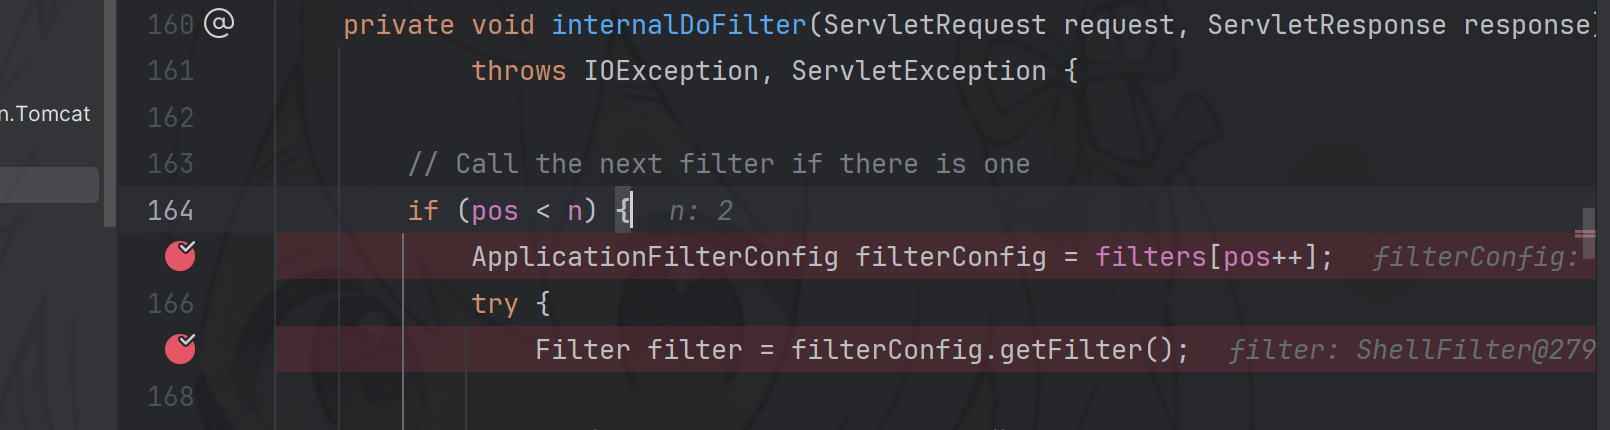 160 @ private void internalDoFilter(ServletRequest request, ServletResponse response)
161 throws IOException, ServletException {
n.Tomcat
162
163 // Call the next filter if there is one
164 if (pos < n) { n: 2
ApplicationFilterConfig filterConfig = filters[pos++]; filterConfig:
166 try {
Filter filter = filterConfig.getFilter(); filter: ShellFilter@279
168